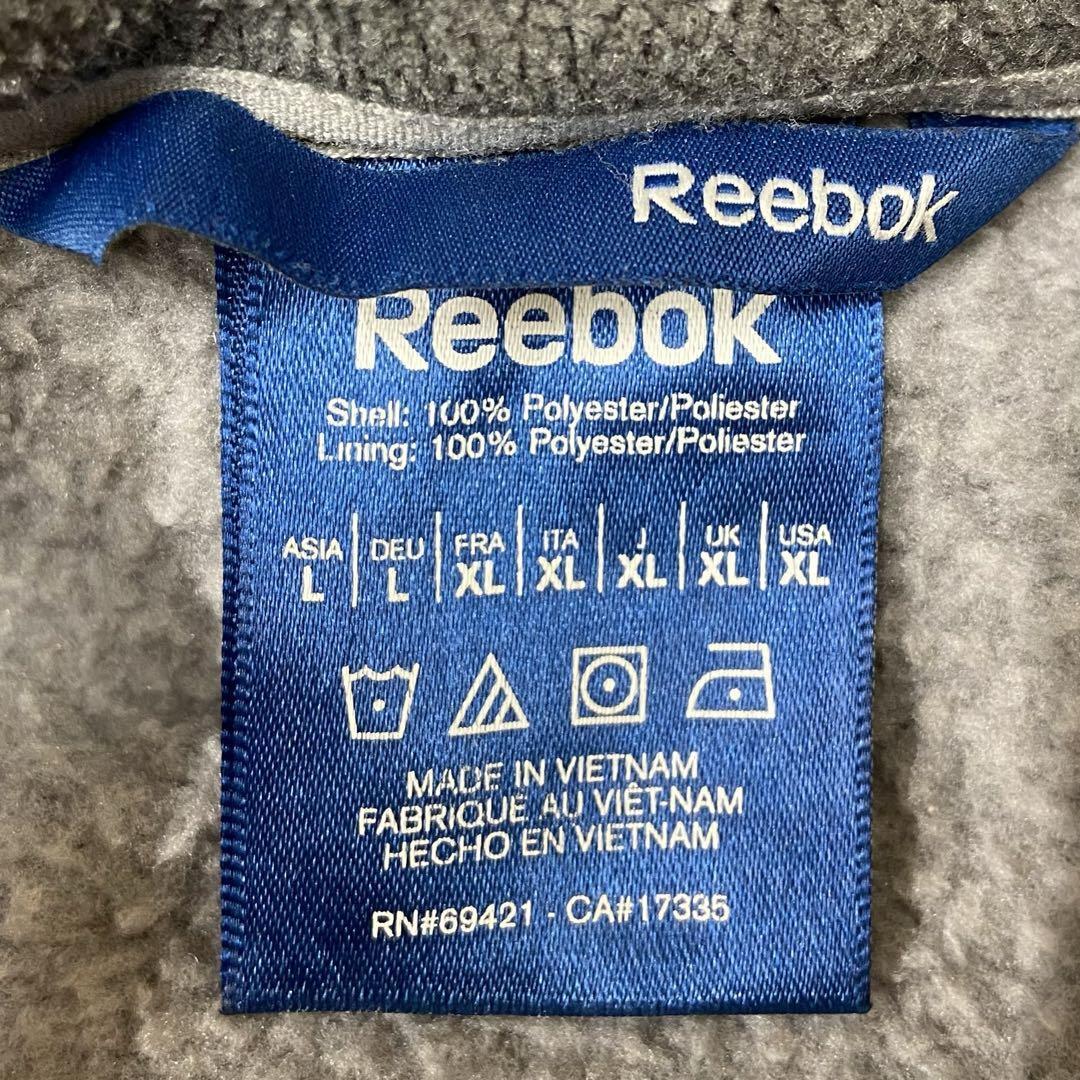 Reebok
Reebok
Shell: 100% Polyester/Poliester
Lining: 100% Polyester/Poliester
ASIA DEU FRA ITA J UK USA
L L XL XL XL XL XL
MADE IN VIETNAM
FABRIQUÉ AU VIÊT-NAM
HECHO EN VIETNAM
RN#69421 - CA#17335